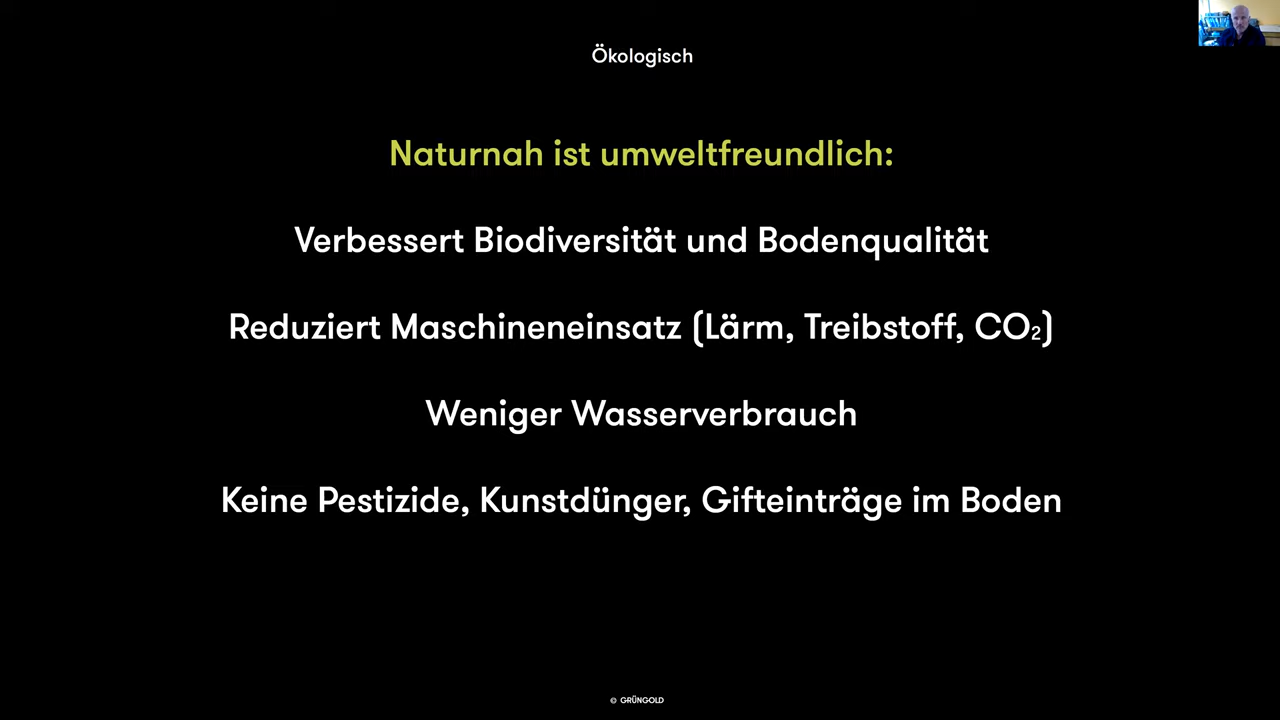 Ökologisch
Naturnah ist umweltfreundlich:
Verbessert Biodiversität und Bodenqualität
Reduziert Maschineneinsatz (Lärm, Treibstoff, CO₂)
Weniger Wasserverbrauch
Keine Pestizide, Kunstdünger, Gifteinträge im Boden
© GRÜNGOLD